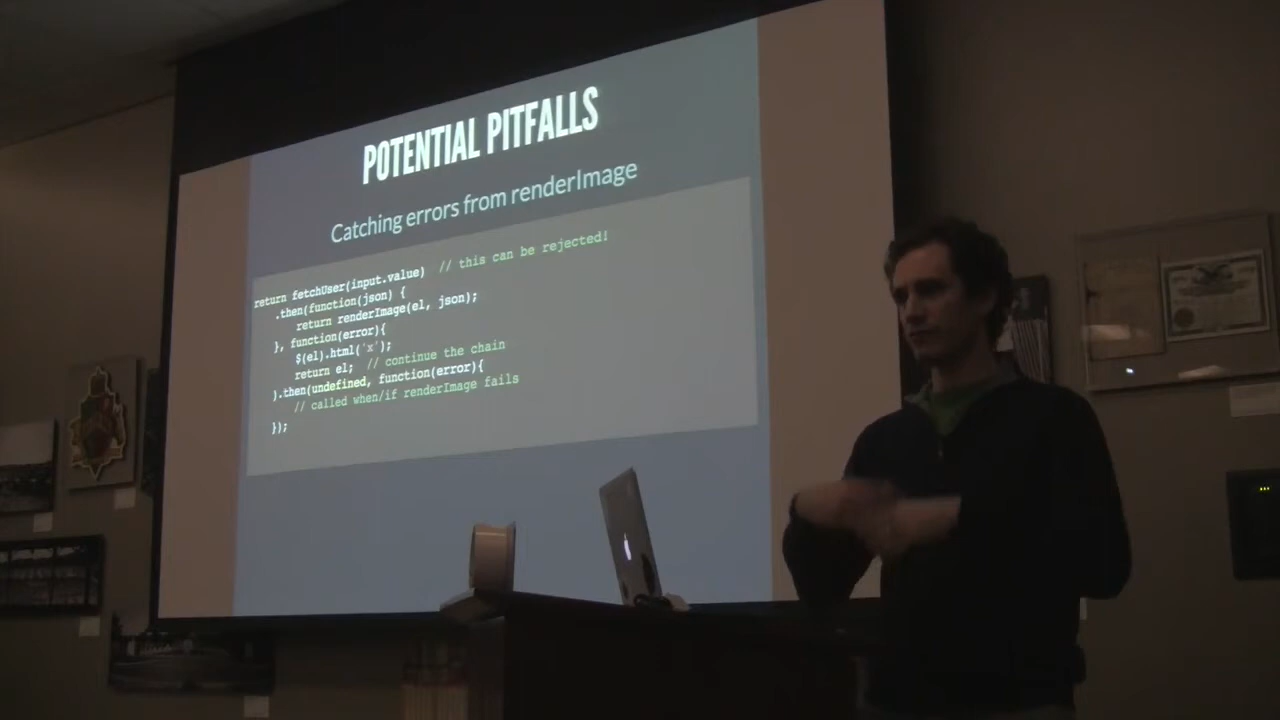 POTENTIAL PITFALLS
Catching errors from renderImage
return fetchUser(input.value)  // this can be rejected!
.then(function(json) {
return renderImage(el, json);
}, function(error){
$(el).html('x');
return el;  // continue the chain
).then(undefined, function(error){
// called when/if renderImage fails
});